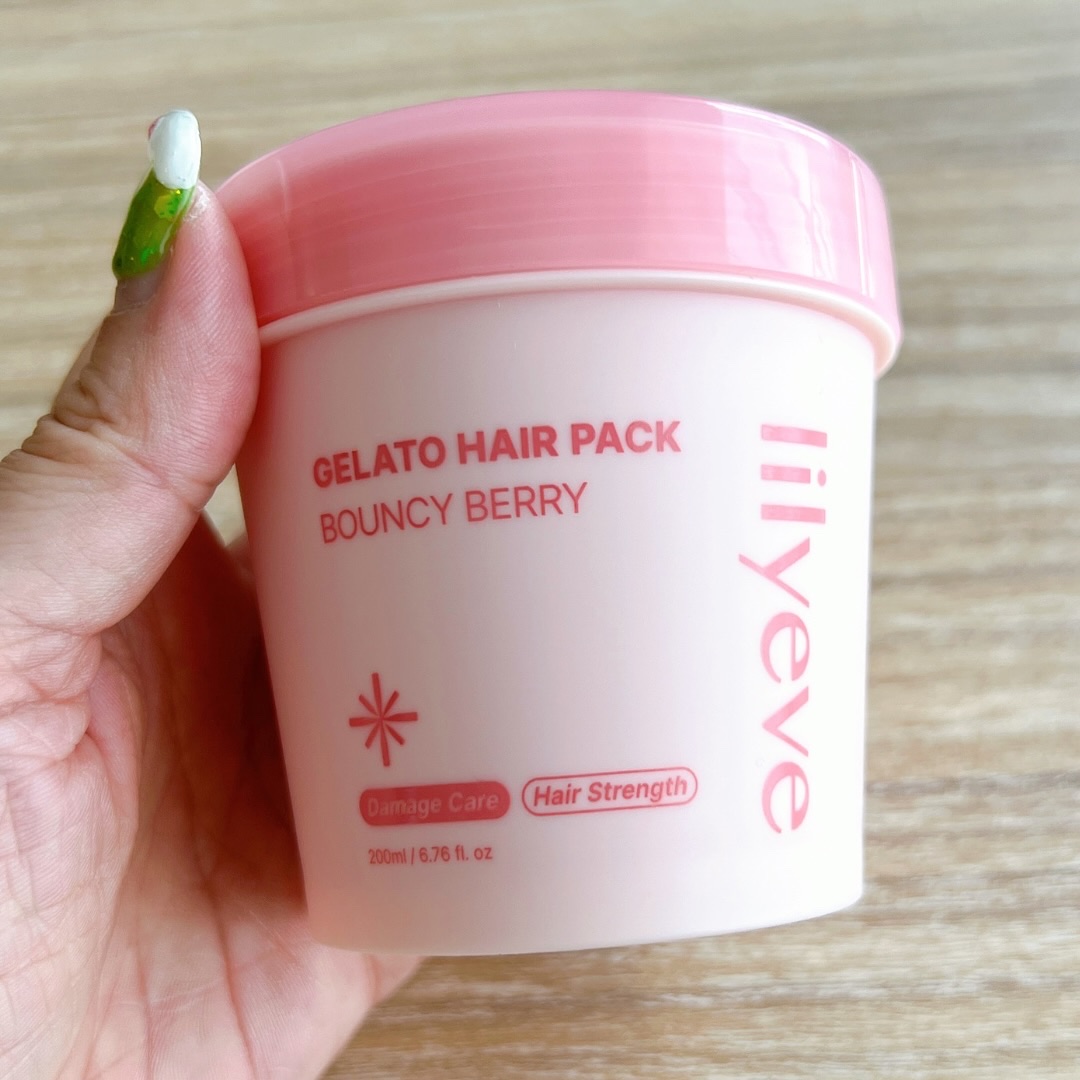 GELATO HAIR PACK
BOUNCY BERRY
lilyeve
Damage Care
Hair Strength
200ml / 6.76 fl. oz